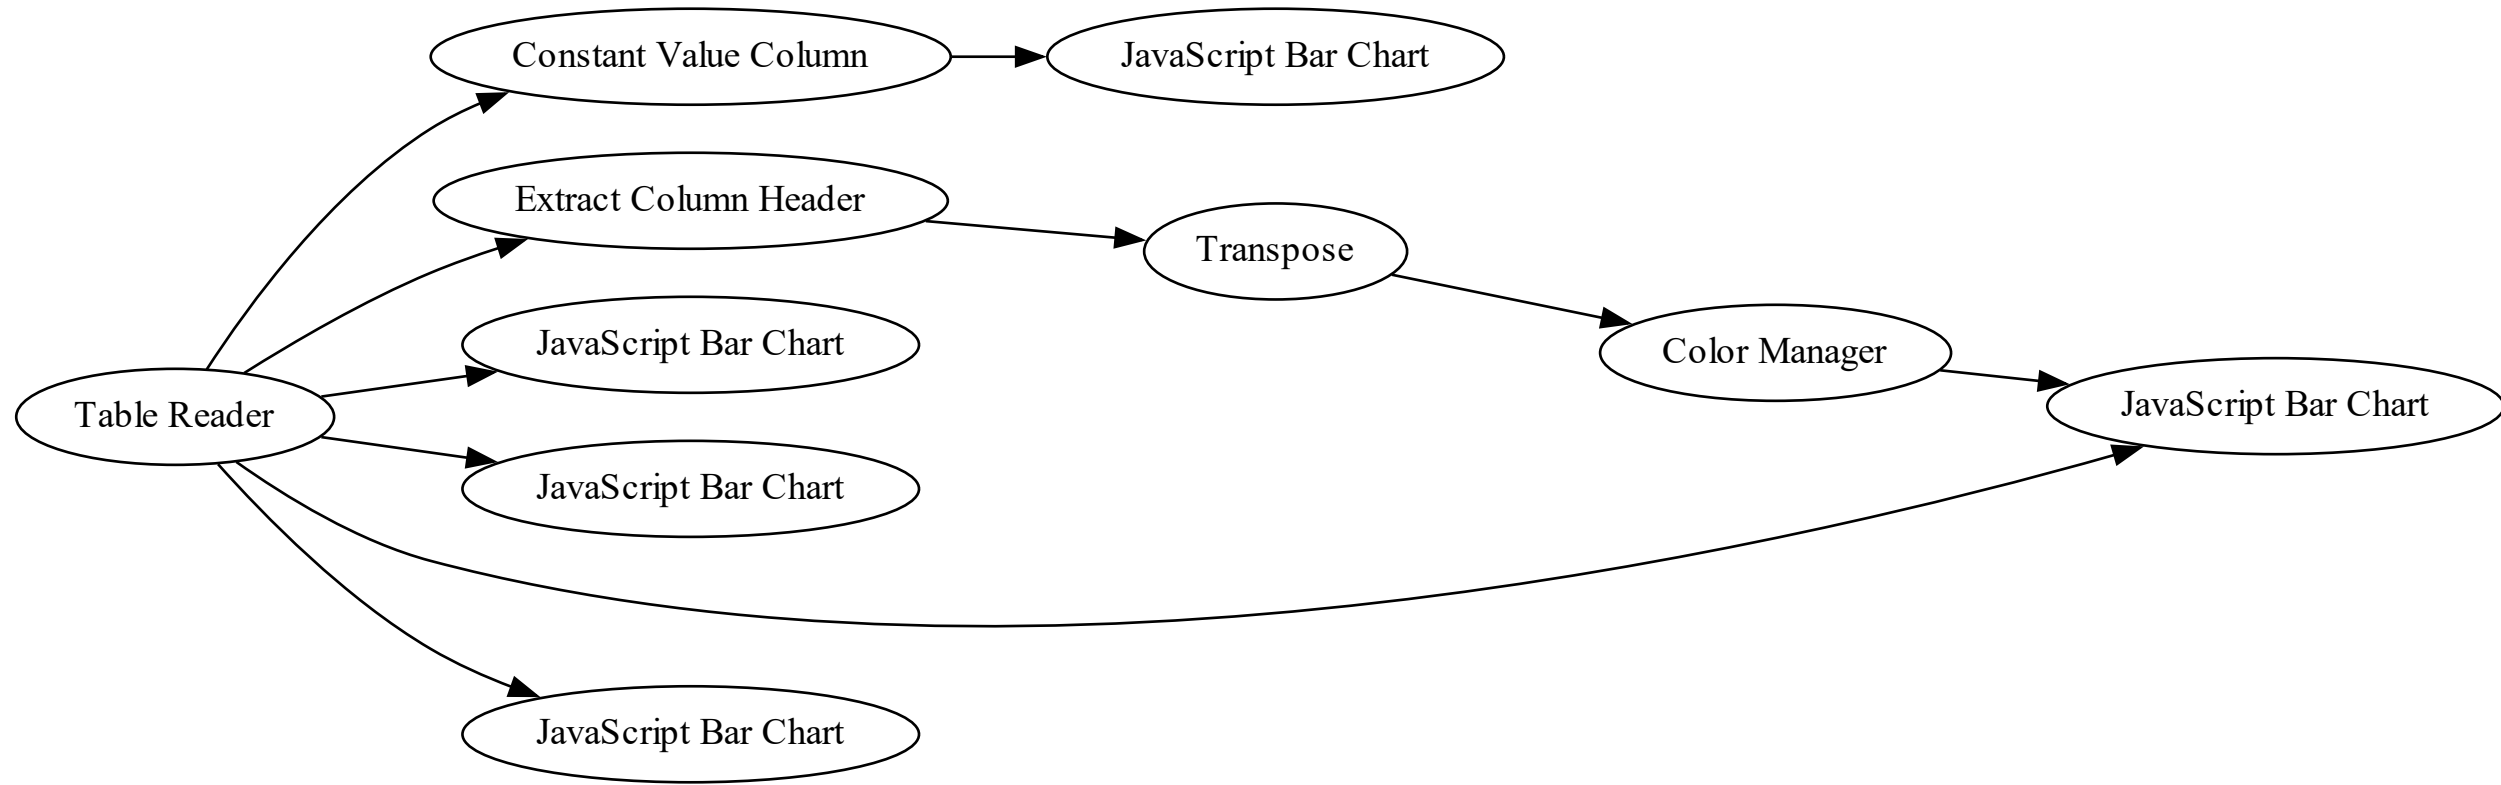 Constant Value Column
JavaScript Bar Chart
Extract Column Header
Transpose
JavaScript Bar Chart
Color Manager
Table Reader
JavaScript Bar Chart
JavaScript Bar Chart
JavaScript Bar Chart